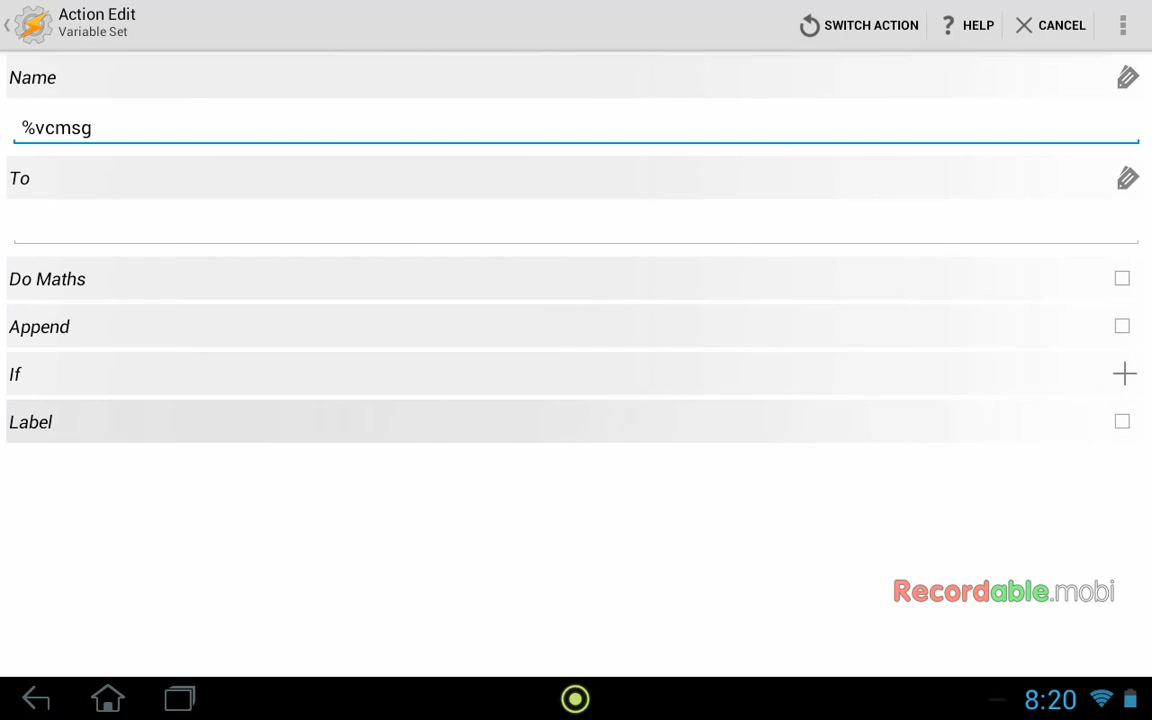 Action Edit
Variable Set
SWITCH ACTION
? HELP
CANCEL
Name
%vcmsg
To
Do Maths
Append
If
Label
Recordable.mobi
8:20